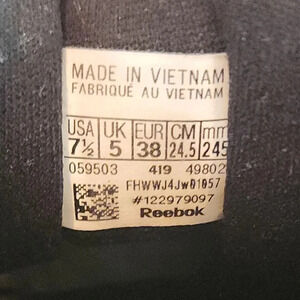 MADE IN VIETNAM
FABRIQUÉ AU VIETNAM
USA UK EUR CM mm
7½ 5 38 24.5 245
059503 419 49802
FHWWJ4JW01057
#122979097
Reebok